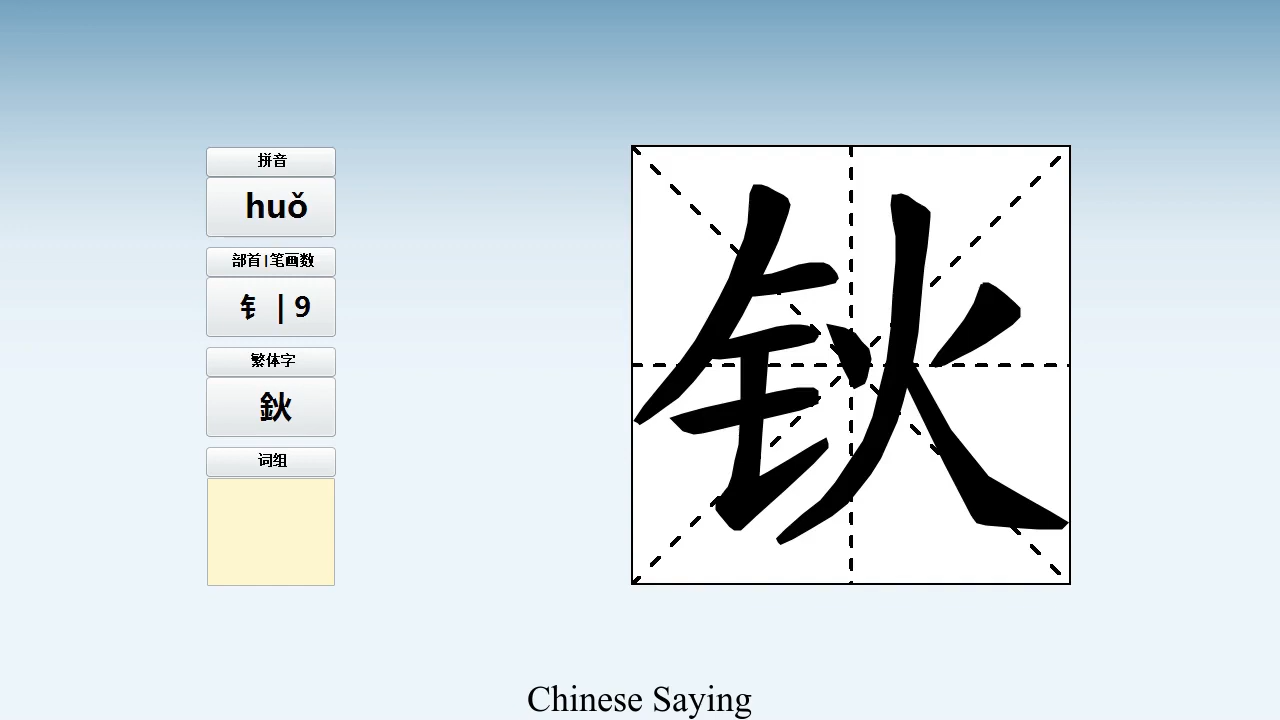 拼音
huǒ
部首|笔画数
钅 | 9
繁体字
鈥
词组
钬
Chinese Saying